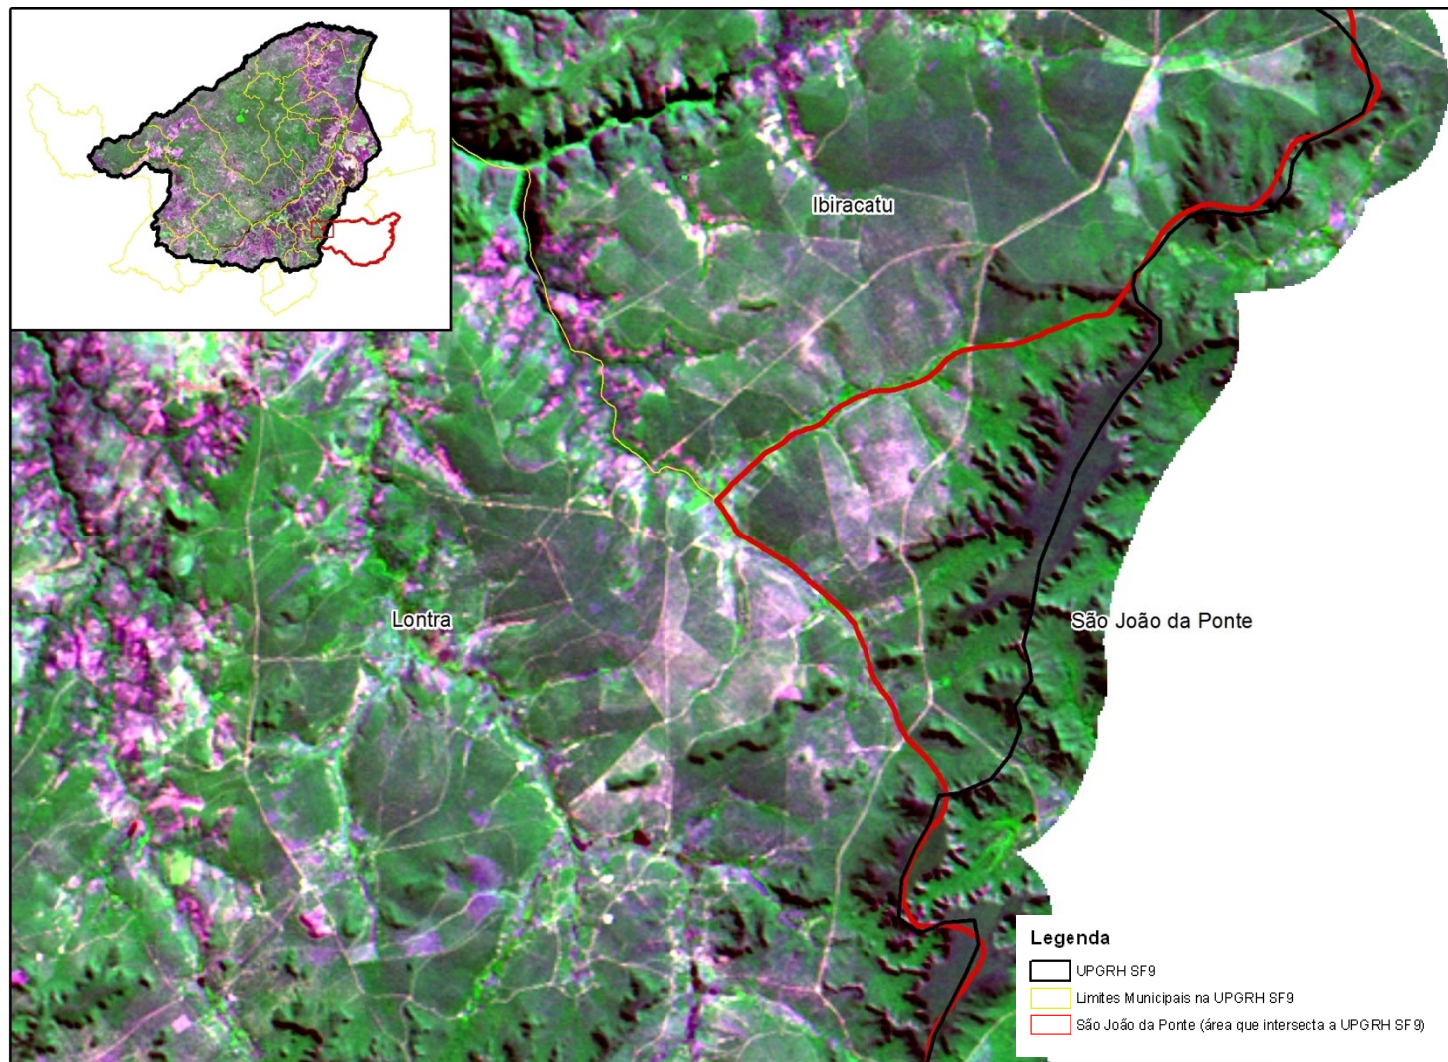 Ibiracatu
Lontra
São João da Ponte
Legenda
UPGRH SF9
Limites Municipais na UPGRH SF9
São João da Ponte (área que intersecta a UPGRH SF9)